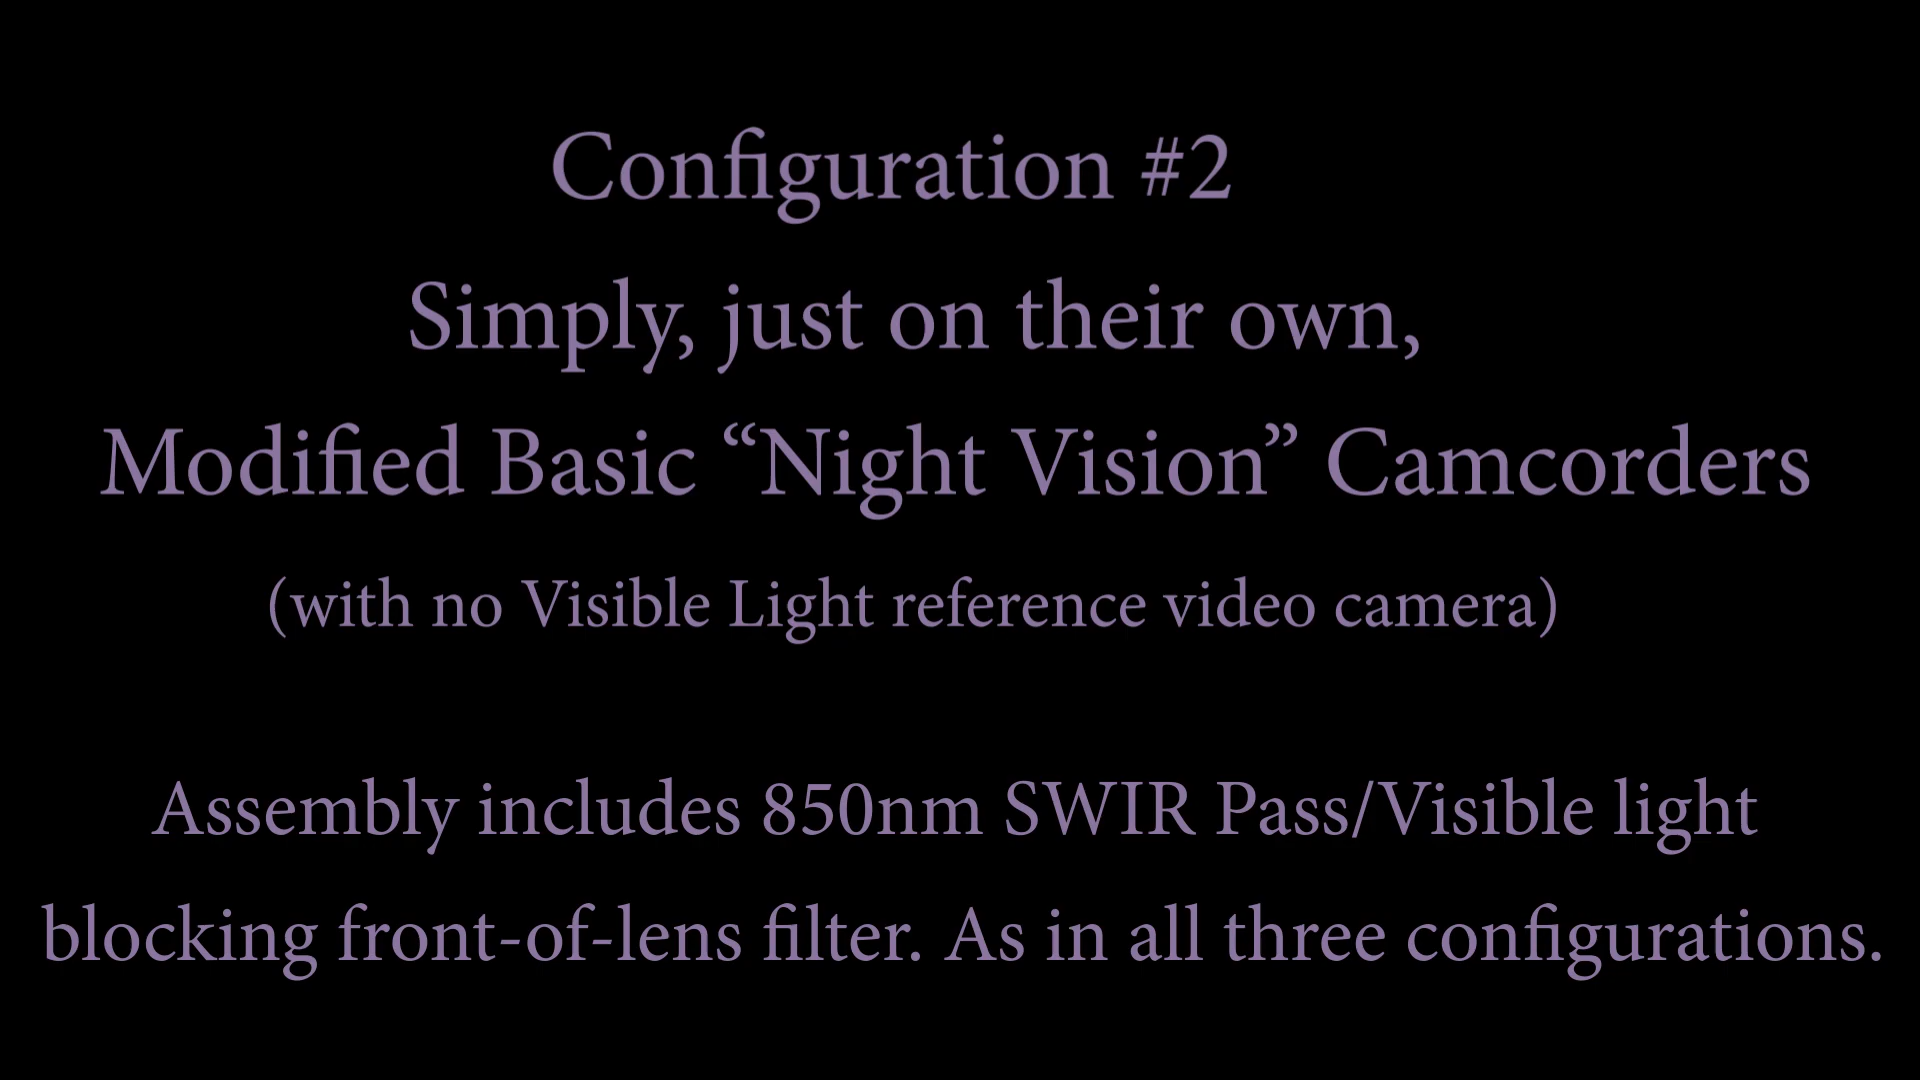 Configuration #2
Simply, just on their own,
Modified Basic “Night Vision” Camcorders
(with no Visible Light reference video camera)
Assembly includes 850nm SWIR Pass/Visible light
blocking front-of-lens filter. As in all three configurations.